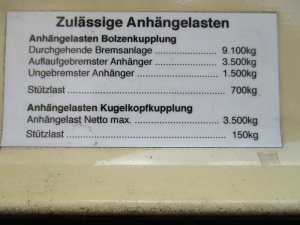 Zulässige Anhängelasten
Anhängelasten Bolzenkupplung
Durchgehende Bremsanlage ........................ 9.100kg
Auflaufgebremster Anhänger ...................... 3.500kg
Ungebremster Anhänger ............................ 1.500kg
Stützlast .................................................... 700kg
Anhängelasten Kugelkopfkupplung
Anhängelast Netto max. ............................. 3.500kg
Stützlast .................................................... 150kg